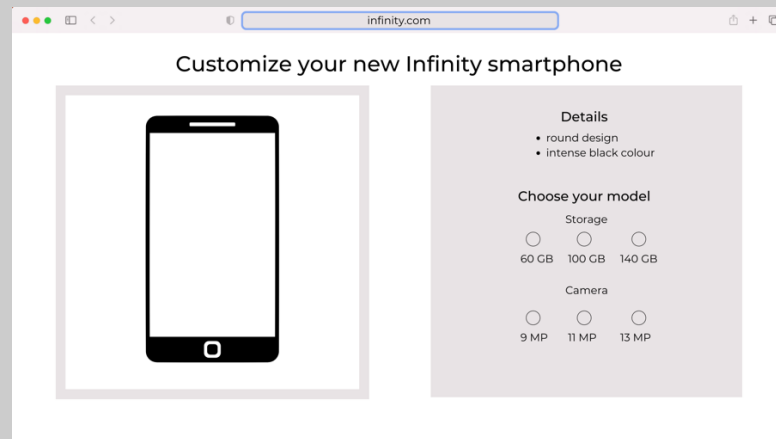 infinity.com
Customize your new Infinity smartphone
Details
• round design
• intense black colour
Choose your model
Storage
60 GB 100 GB 140 GB
Camera
9 MP 11 MP 13 MP